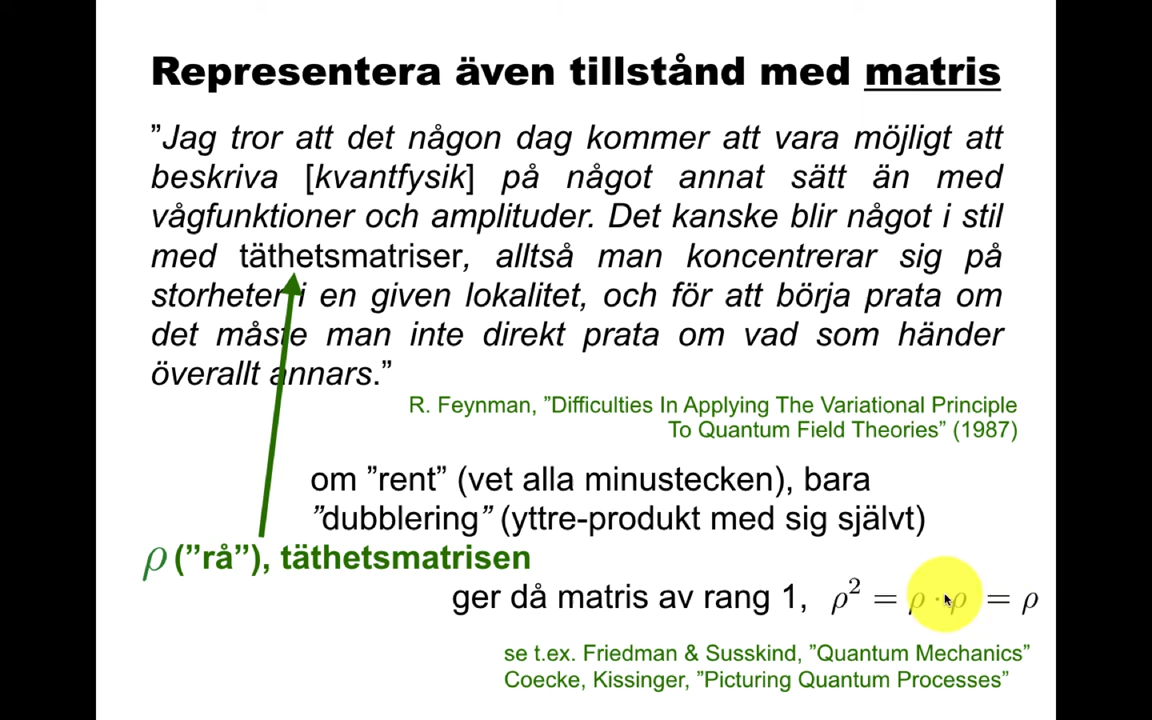 Representera även tillstånd med matris
”Jag tror att det någon dag kommer att vara möjligt att
beskriva [kvantfysik] på något annat sätt än med
vågfunktioner och amplituder. Det kanske blir något i stil
med täthetsmatriser, alltså man koncentrerar sig på
storheter i en given lokalitet, och för att börja prata om
det måste man inte direkt prata om vad som händer
överallt annars.”
R. Feynman, ”Difficulties In Applying The Variational Principle
To Quantum Field Theories” (1987)
om ”rent” (vet alla minustecken), bara
”dubblering” (yttre-produkt med sig självt)
ρ (”rå”), täthetsmatrisen
ger då matris av rang 1, ρ² = ρ · ρ = ρ
se t.ex. Friedman & Susskind, ”Quantum Mechanics”
Coecke, Kissinger, ”Picturing Quantum Processes”